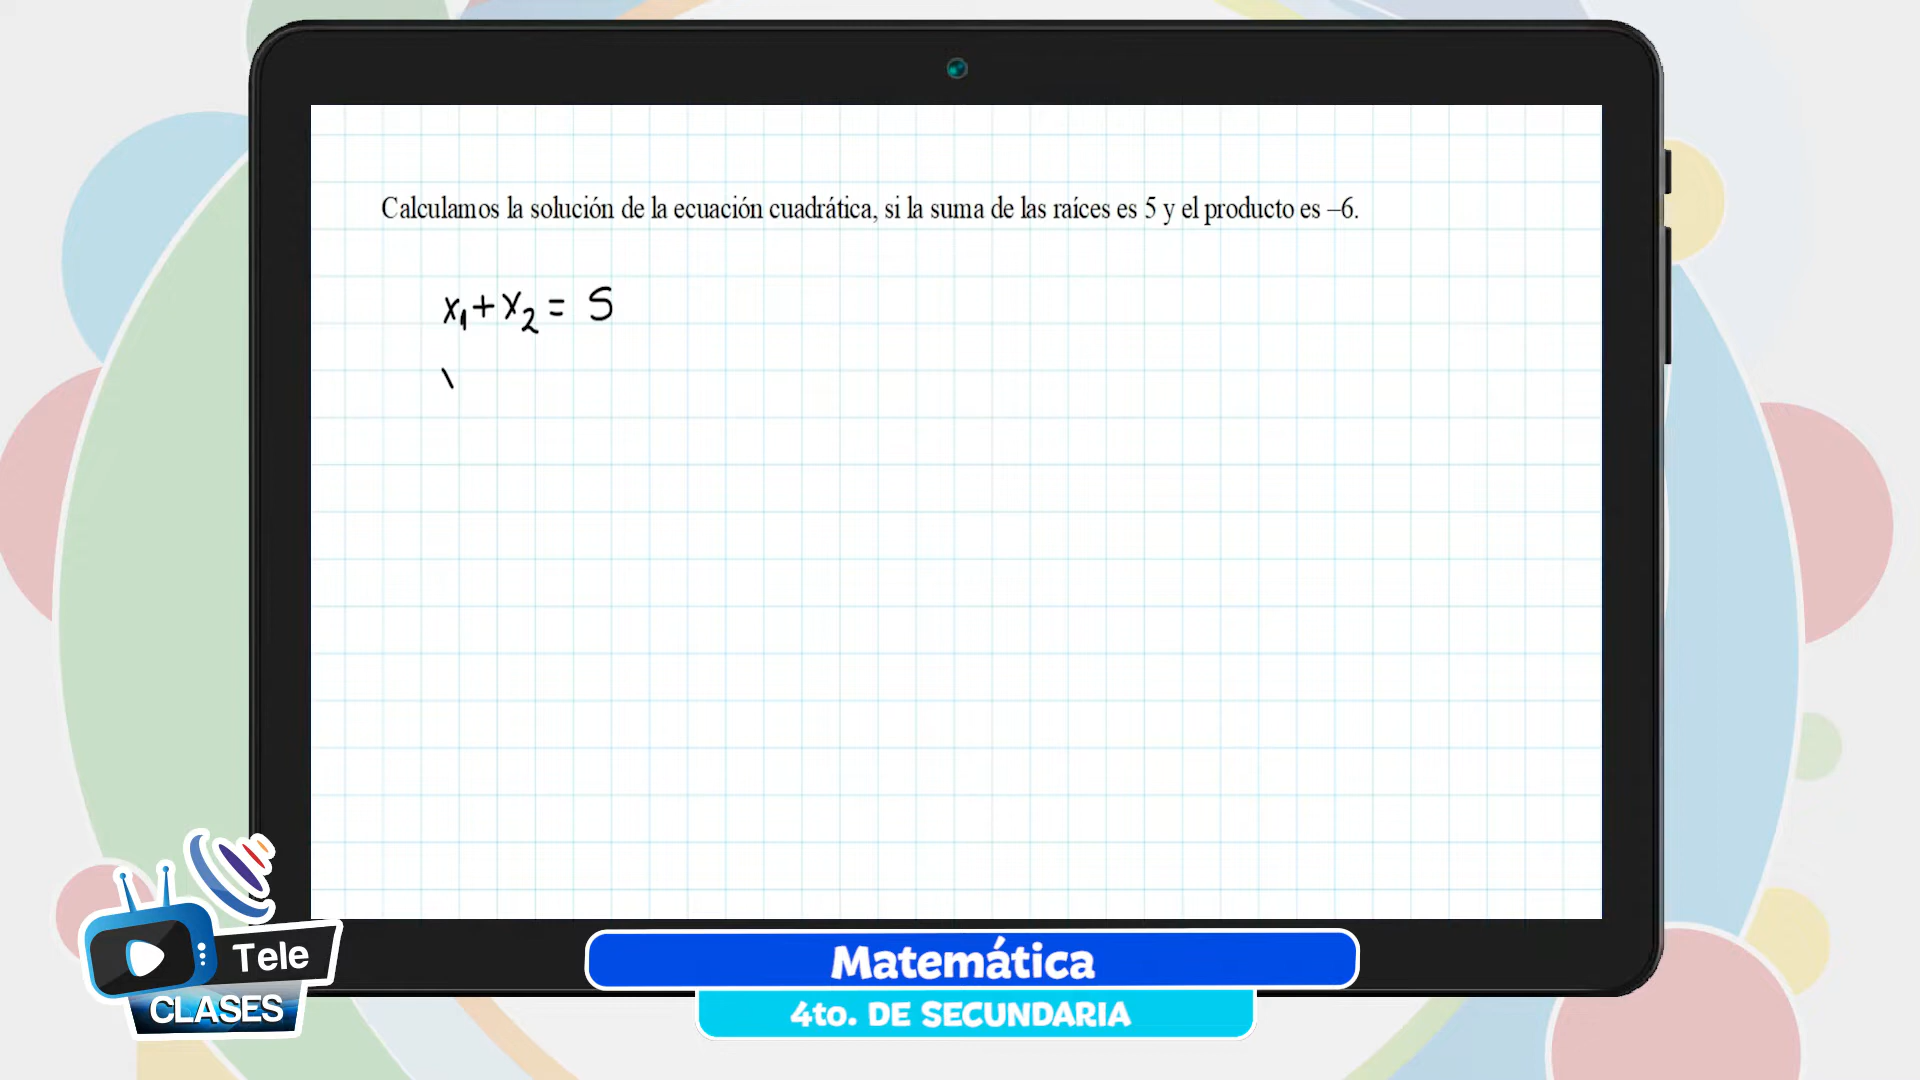 Calculamos la solución de la ecuación cuadrática, si la suma de las raíces es 5 y el producto es –6.
x₁+x₂= 5
Tele
CLASES
Matemática
4to. DE SECUNDARIA